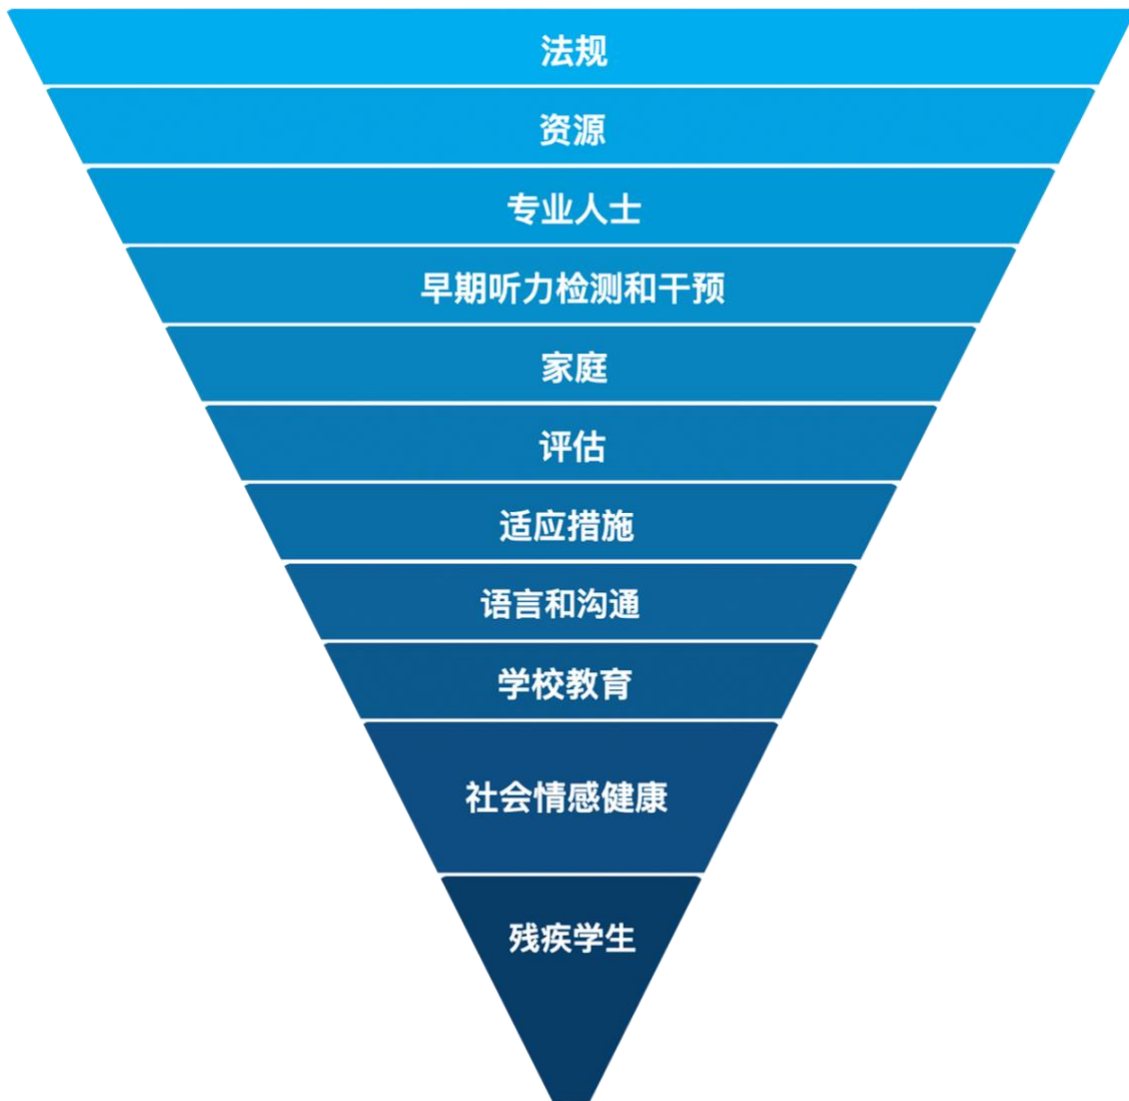 法规
资源
专业人士
早期听力检测和干预
家庭
评估
适应措施
语言和沟通
学校教育
社会情感健康
残疾学生